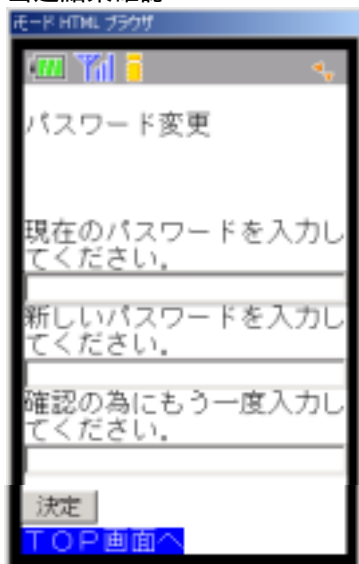 モード HTML ブラウザ
パスワード変更
現在のパスワードを入力し
てください。
新しいパスワードを入力し
てください。
確認の為にもう一度入力し
てください。
決定
TOP画面へ